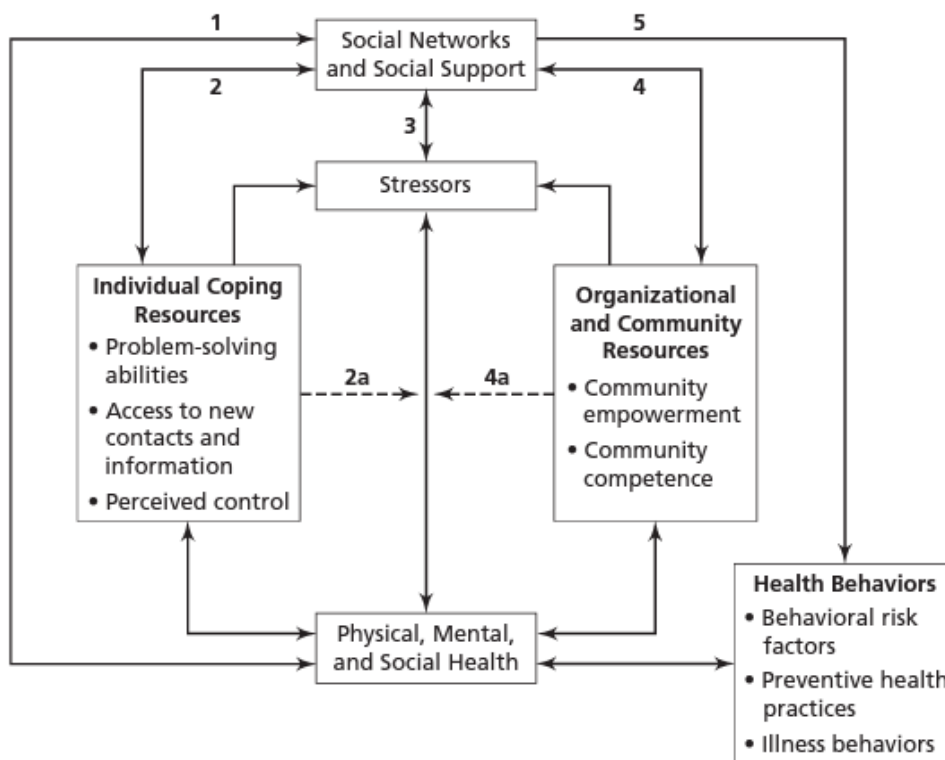 1
Social Networks
and Social Support
5
2
4
3
Stressors
Individual Coping
Resources
• Problem-solving
abilities
• Access to new
contacts and
information
• Perceived control
2a
4a
Organizational
and Community
Resources
• Community
empowerment
• Community
competence
Physical, Mental,
and Social Health
Health Behaviors
• Behavioral risk
factors
• Preventive health
practices
• Illness behaviors